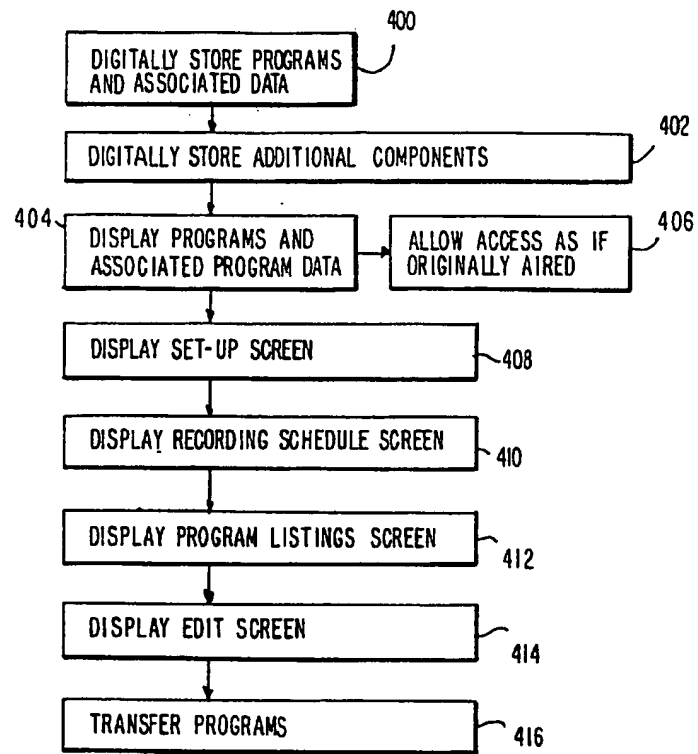 400
DIGITALLY STORE PROGRAMS
AND ASSOCIATED DATA
402
DIGITALLY STORE ADDITIONAL COMPONENTS
404
DISPLAY PROGRAMS AND
ASSOCIATED PROGRAM DATA
ALLOW ACCESS AS IF
ORIGINALLY AIRED
406
DISPLAY SET-UP SCREEN
408
DISPLAY RECORDING SCHEDULE SCREEN
410
DISPLAY PROGRAM LISTINGS SCREEN
412
DISPLAY EDIT SCREEN
414
TRANSFER PROGRAMS
416